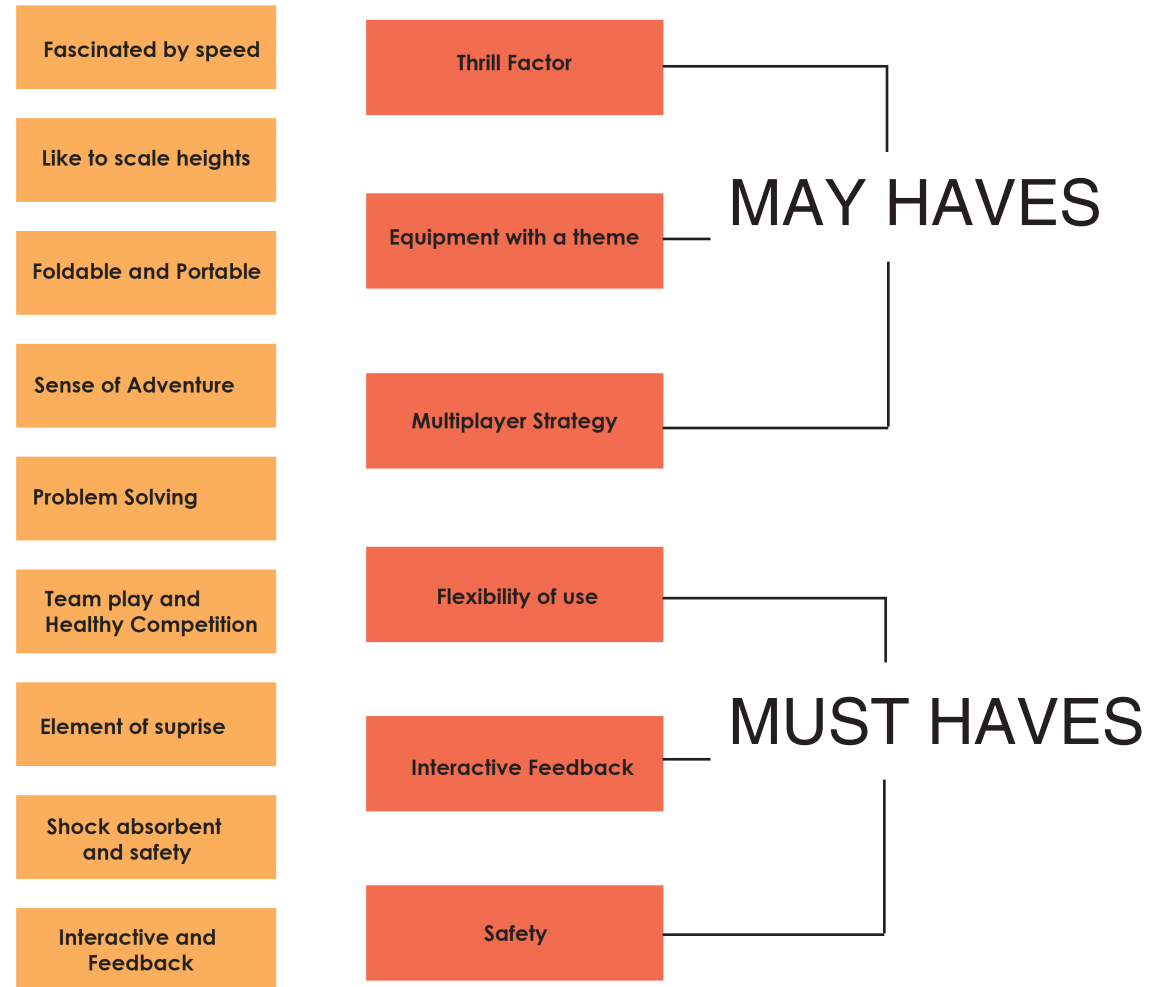 Fascinated by speed
Like to scale heights
Foldable and Portable
Sense of Adventure
Problem Solving
Team play and
Healthy Competition
Element of suprise
Shock absorbent
and safety
Interactive and
Feedback
Thrill Factor
Equipment with a theme
Multiplayer Strategy
Flexibility of use
Interactive Feedback
Safety
MAY HAVES
MUST HAVES